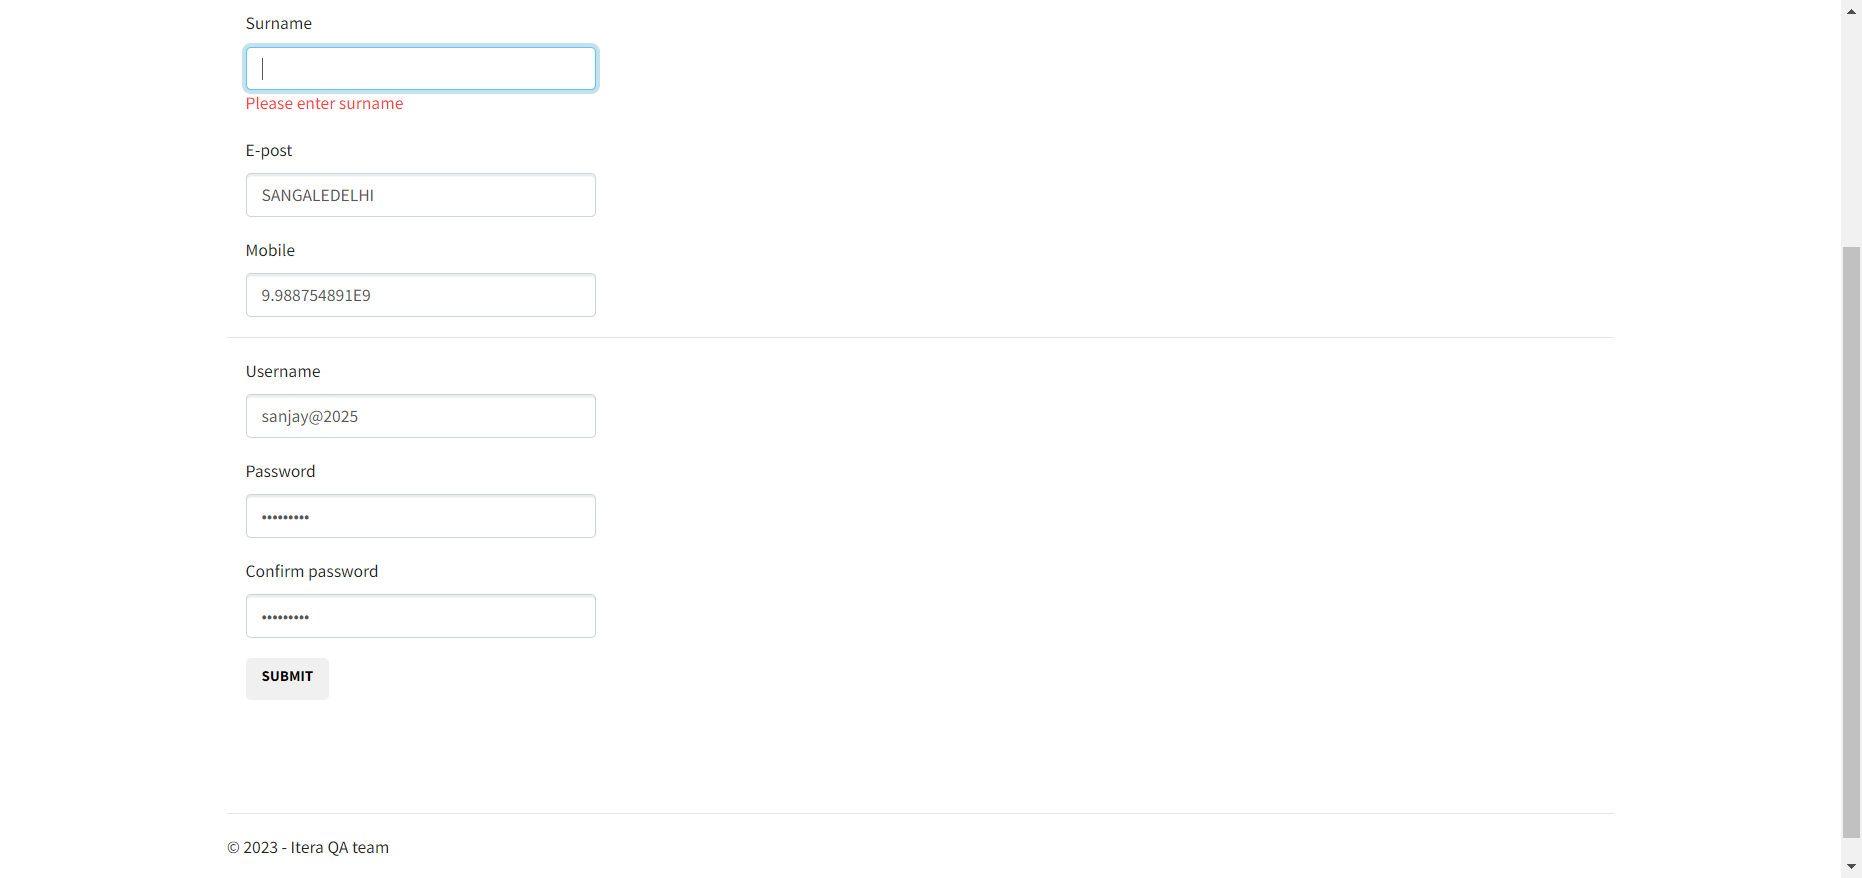 Surname
Please enter surname
E-post
SANGALEDELHI
Mobile
9.988754891E9
Username
sanjay@2025
Password
•••••••••
Confirm password
•••••••••
SUBMIT
© 2023 - Itera QA team